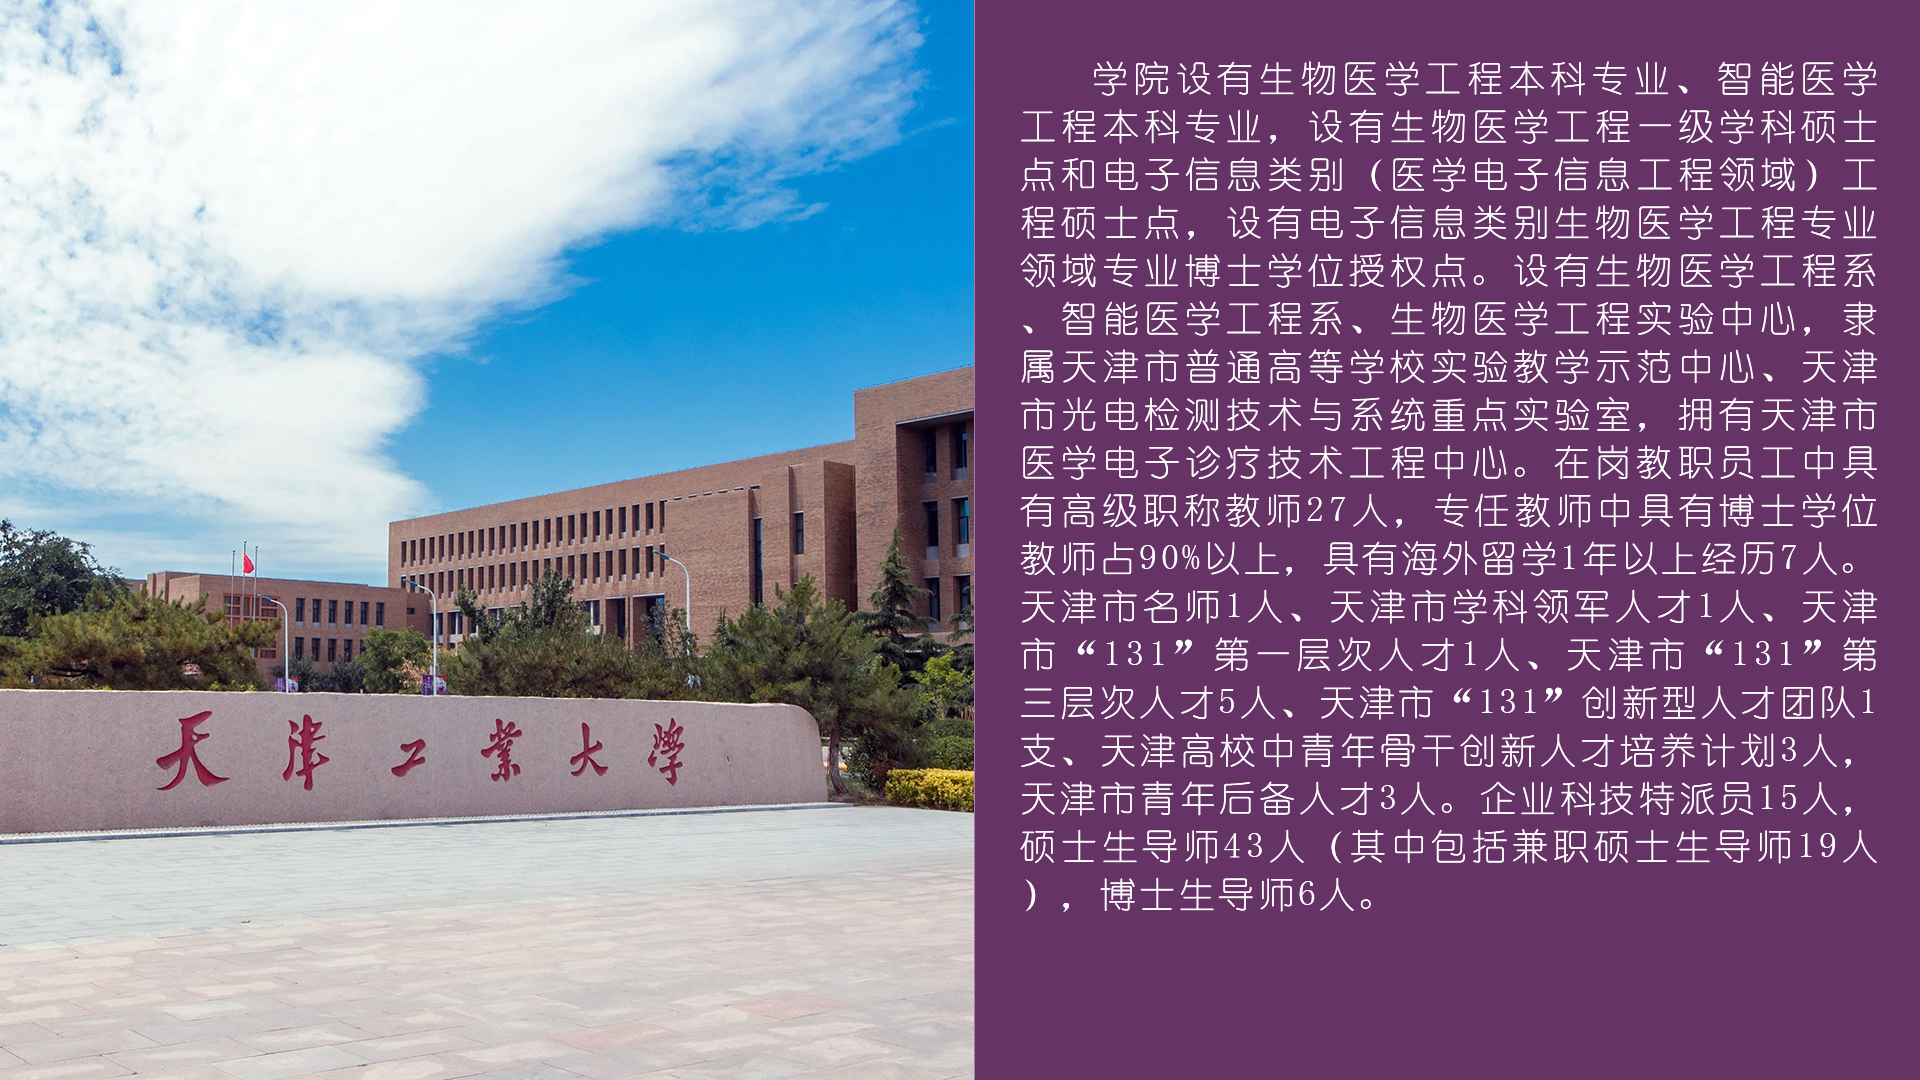 天津工業大學
学院设有生物医学工程本科专业、智能医学
工程本科专业，设有生物医学工程一级学科硕士
点和电子信息类别（医学电子信息工程领域）工
程硕士点，设有电子信息类别生物医学工程专业
领域专业博士学位授权点。设有生物医学工程系
、智能医学工程系、生物医学工程实验中心，隶
属天津市普通高等学校实验教学示范中心、天津
市光电检测技术与系统重点实验室，拥有天津市
医学电子诊疗技术工程中心。在岗教职员工中具
有高级职称教师27人，专任教师中具有博士学位
教师占90%以上，具有海外留学1年以上经历7人。
天津市名师1人、天津市学科领军人才1人、天津
市“131”第一层次人才1人、天津市“131”第
三层次人才5人、天津市“131”创新型人才团队1
支、天津高校中青年骨干创新人才培养计划3人，
天津市青年后备人才3人。企业科技特派员15人，
硕士生导师43人（其中包括兼职硕士生导师19人
），博士生导师6人。